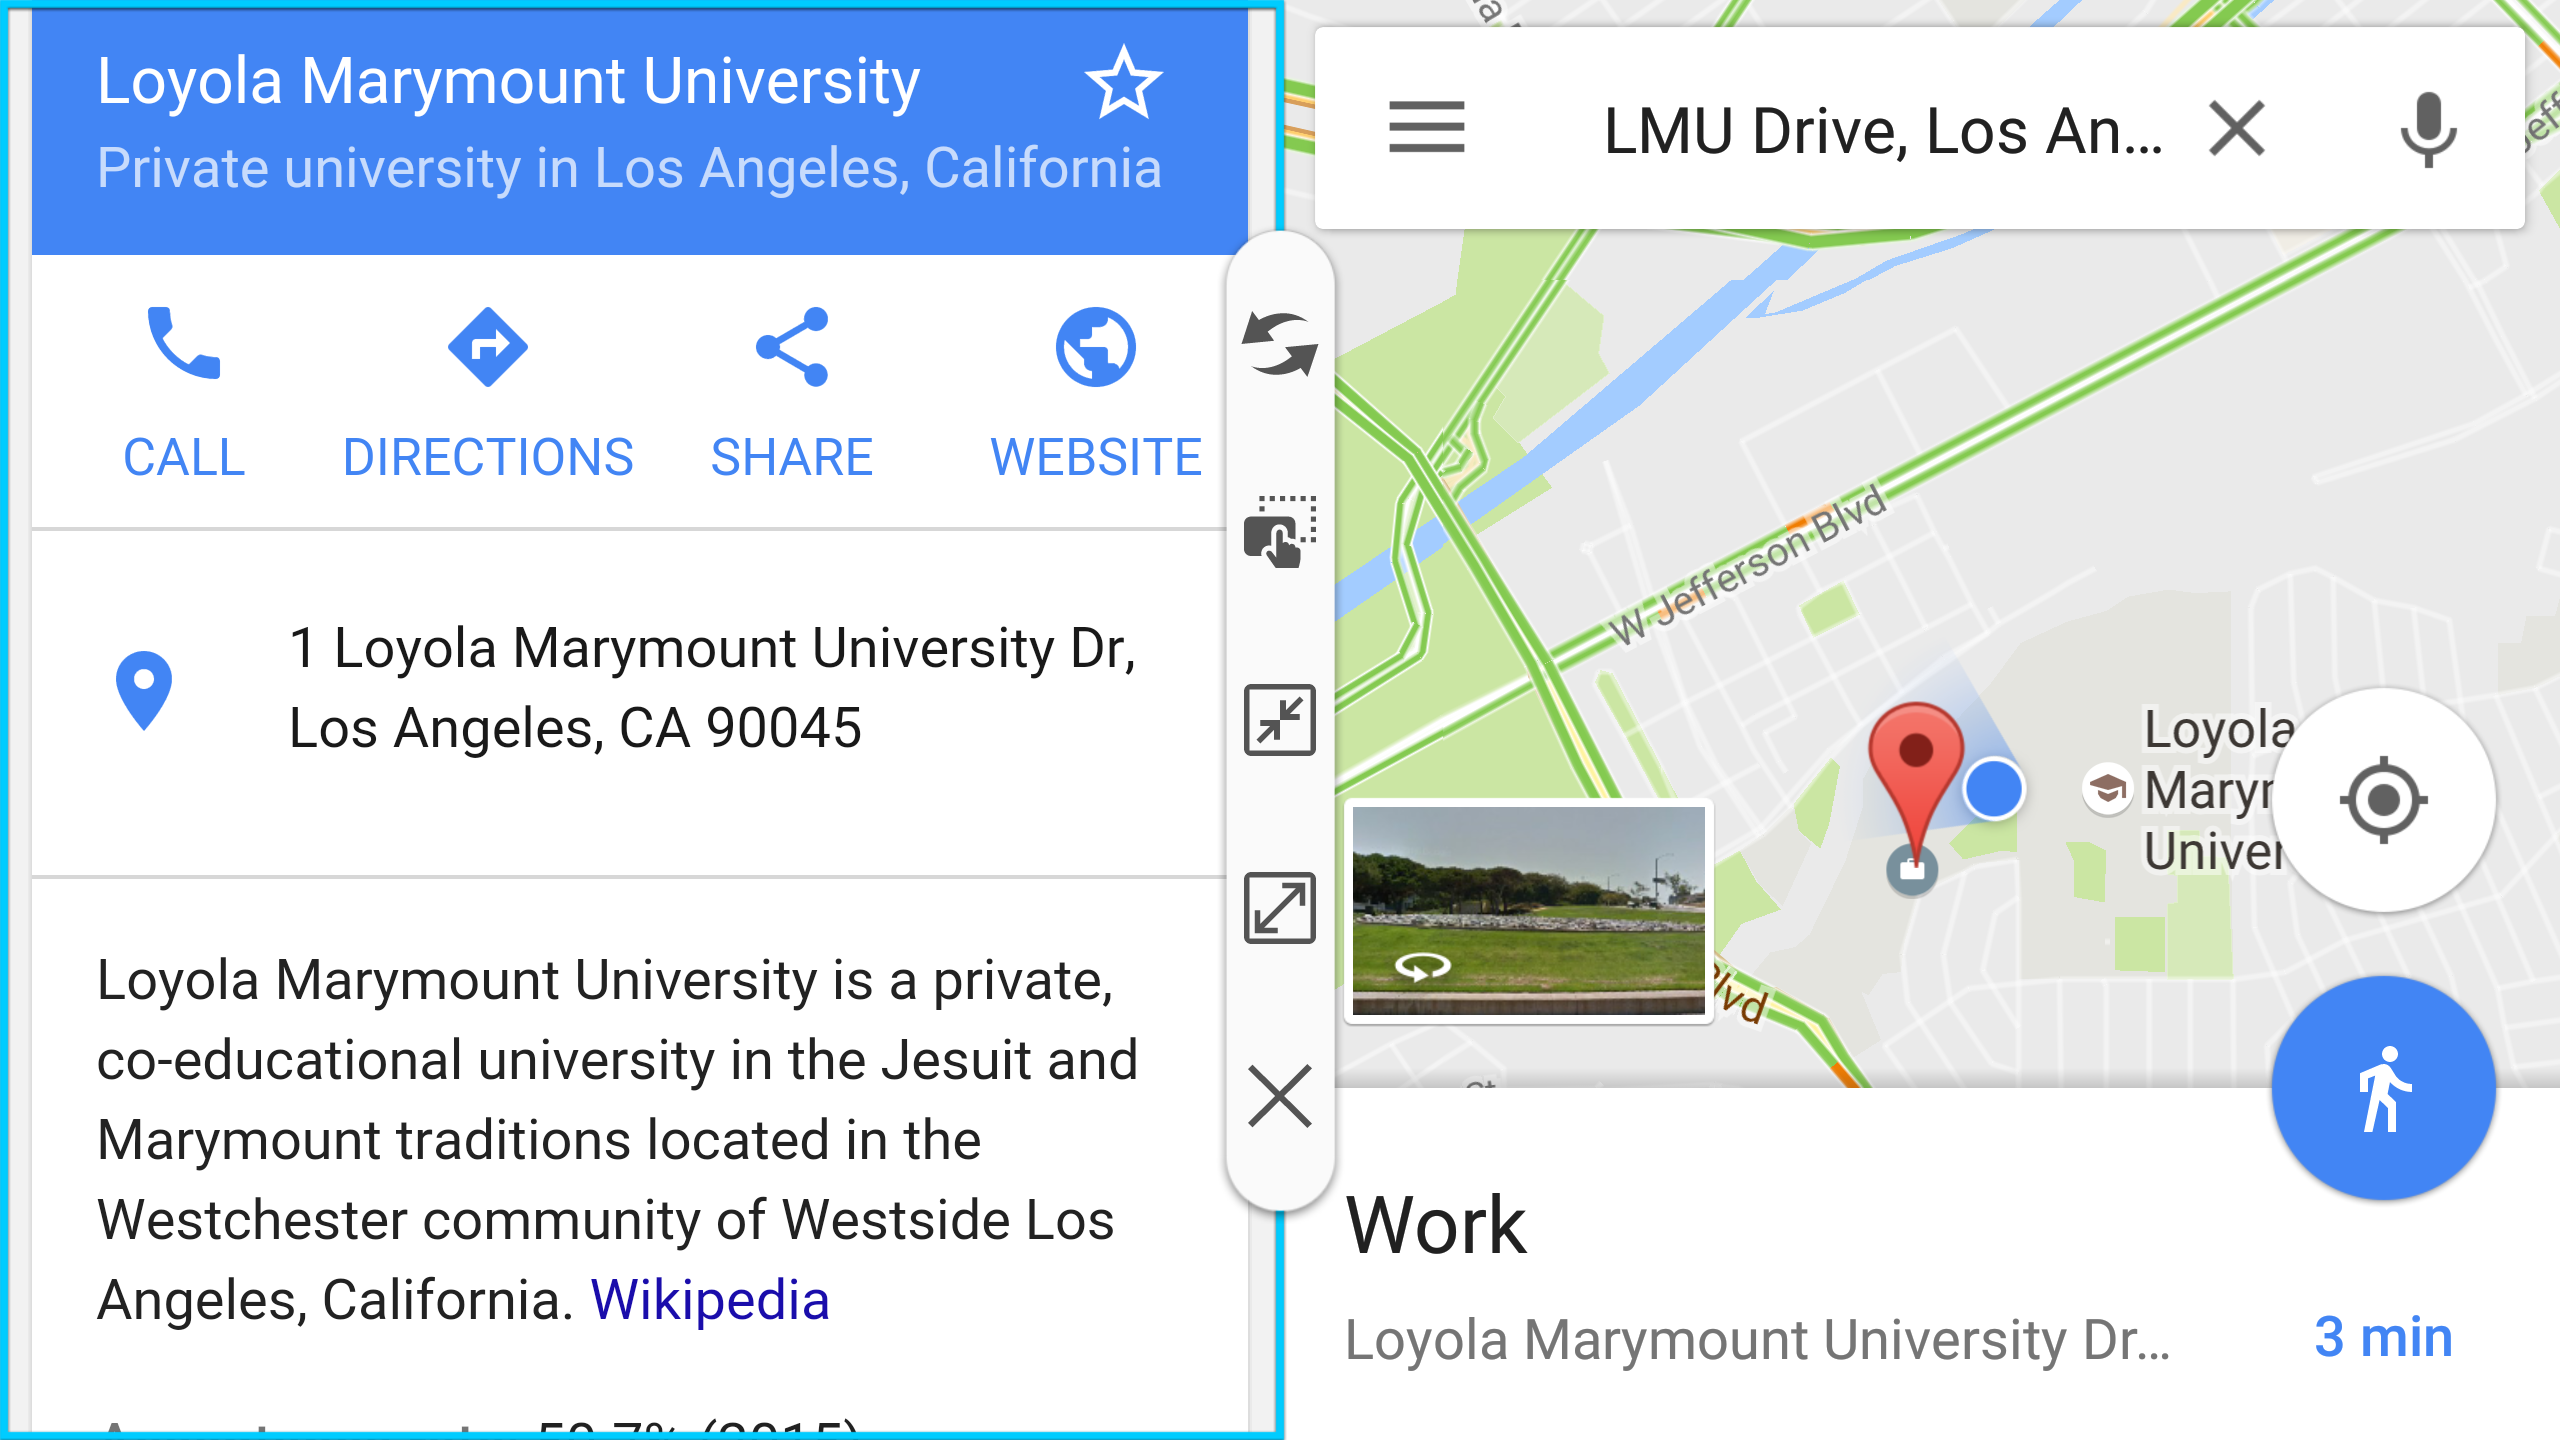 Loyola Marymount University
Private university in Los Angeles, California
CALL
DIRECTIONS
SHARE
WEBSITE
1 Loyola Marymount University Dr,
Los Angeles, CA 90045
Loyola Marymount University is a private,
co-educational university in the Jesuit and
Marymount traditions located in the
Westchester community of Westside Los
Angeles, California. Wikipedia
LMU Drive, Los An...
W Jefferson Blvd
Loyola
Blvd
Work
Loyola Marymount University Dr...
3 min